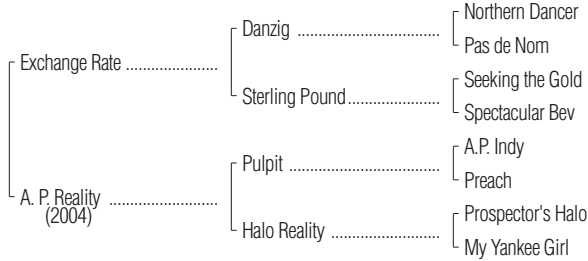 Northern Dancer
Danzig ..................................
Pas de Nom
Exchange Rate ......................
Seeking the Gold
Sterling Pound......................
Spectacular Bev
A.P. Indy
Pulpit ....................................
Preach
A. P. Reality ..........................
(2004)
Prospector's Halo
Halo Reality ...........................
My Yankee Girl